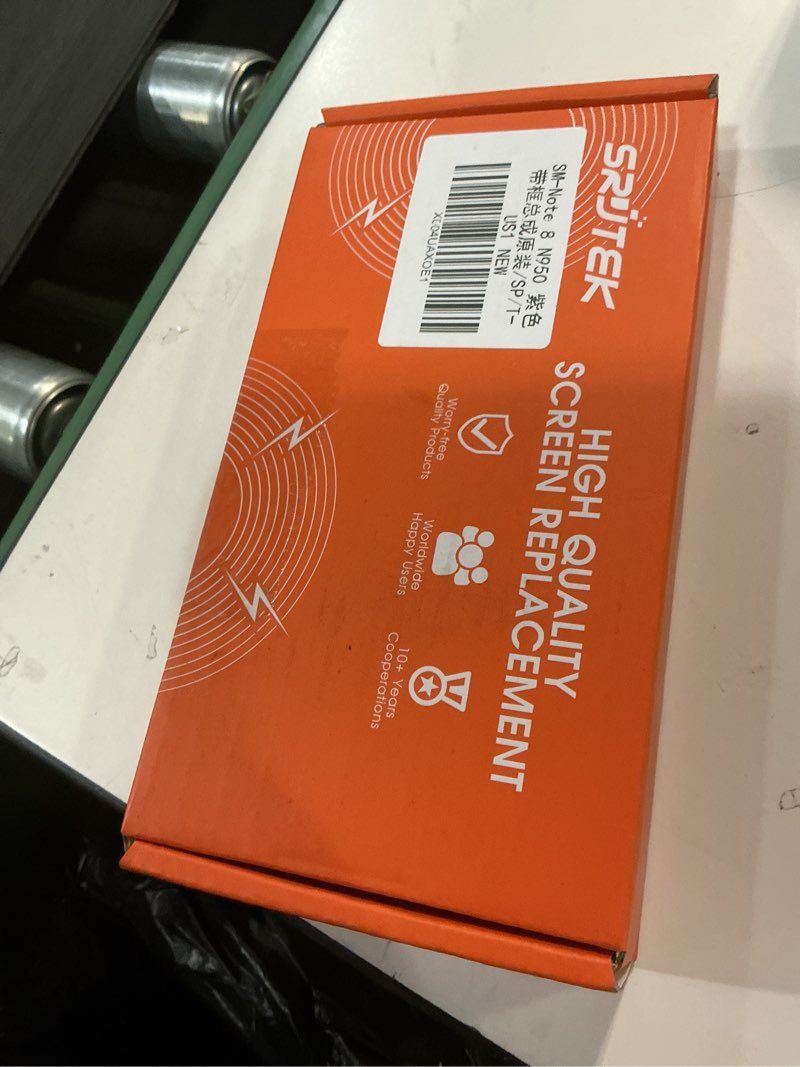 SRJTEK
SM-Note 8 N950 紫色
带框总成原装/SP/T-
US1 NEW
HIGH QUALITY
SCREEN REPLACEMENT
Worry-free
Quality Products
Worldwide
Happy Users
10+ Years
Cooperations